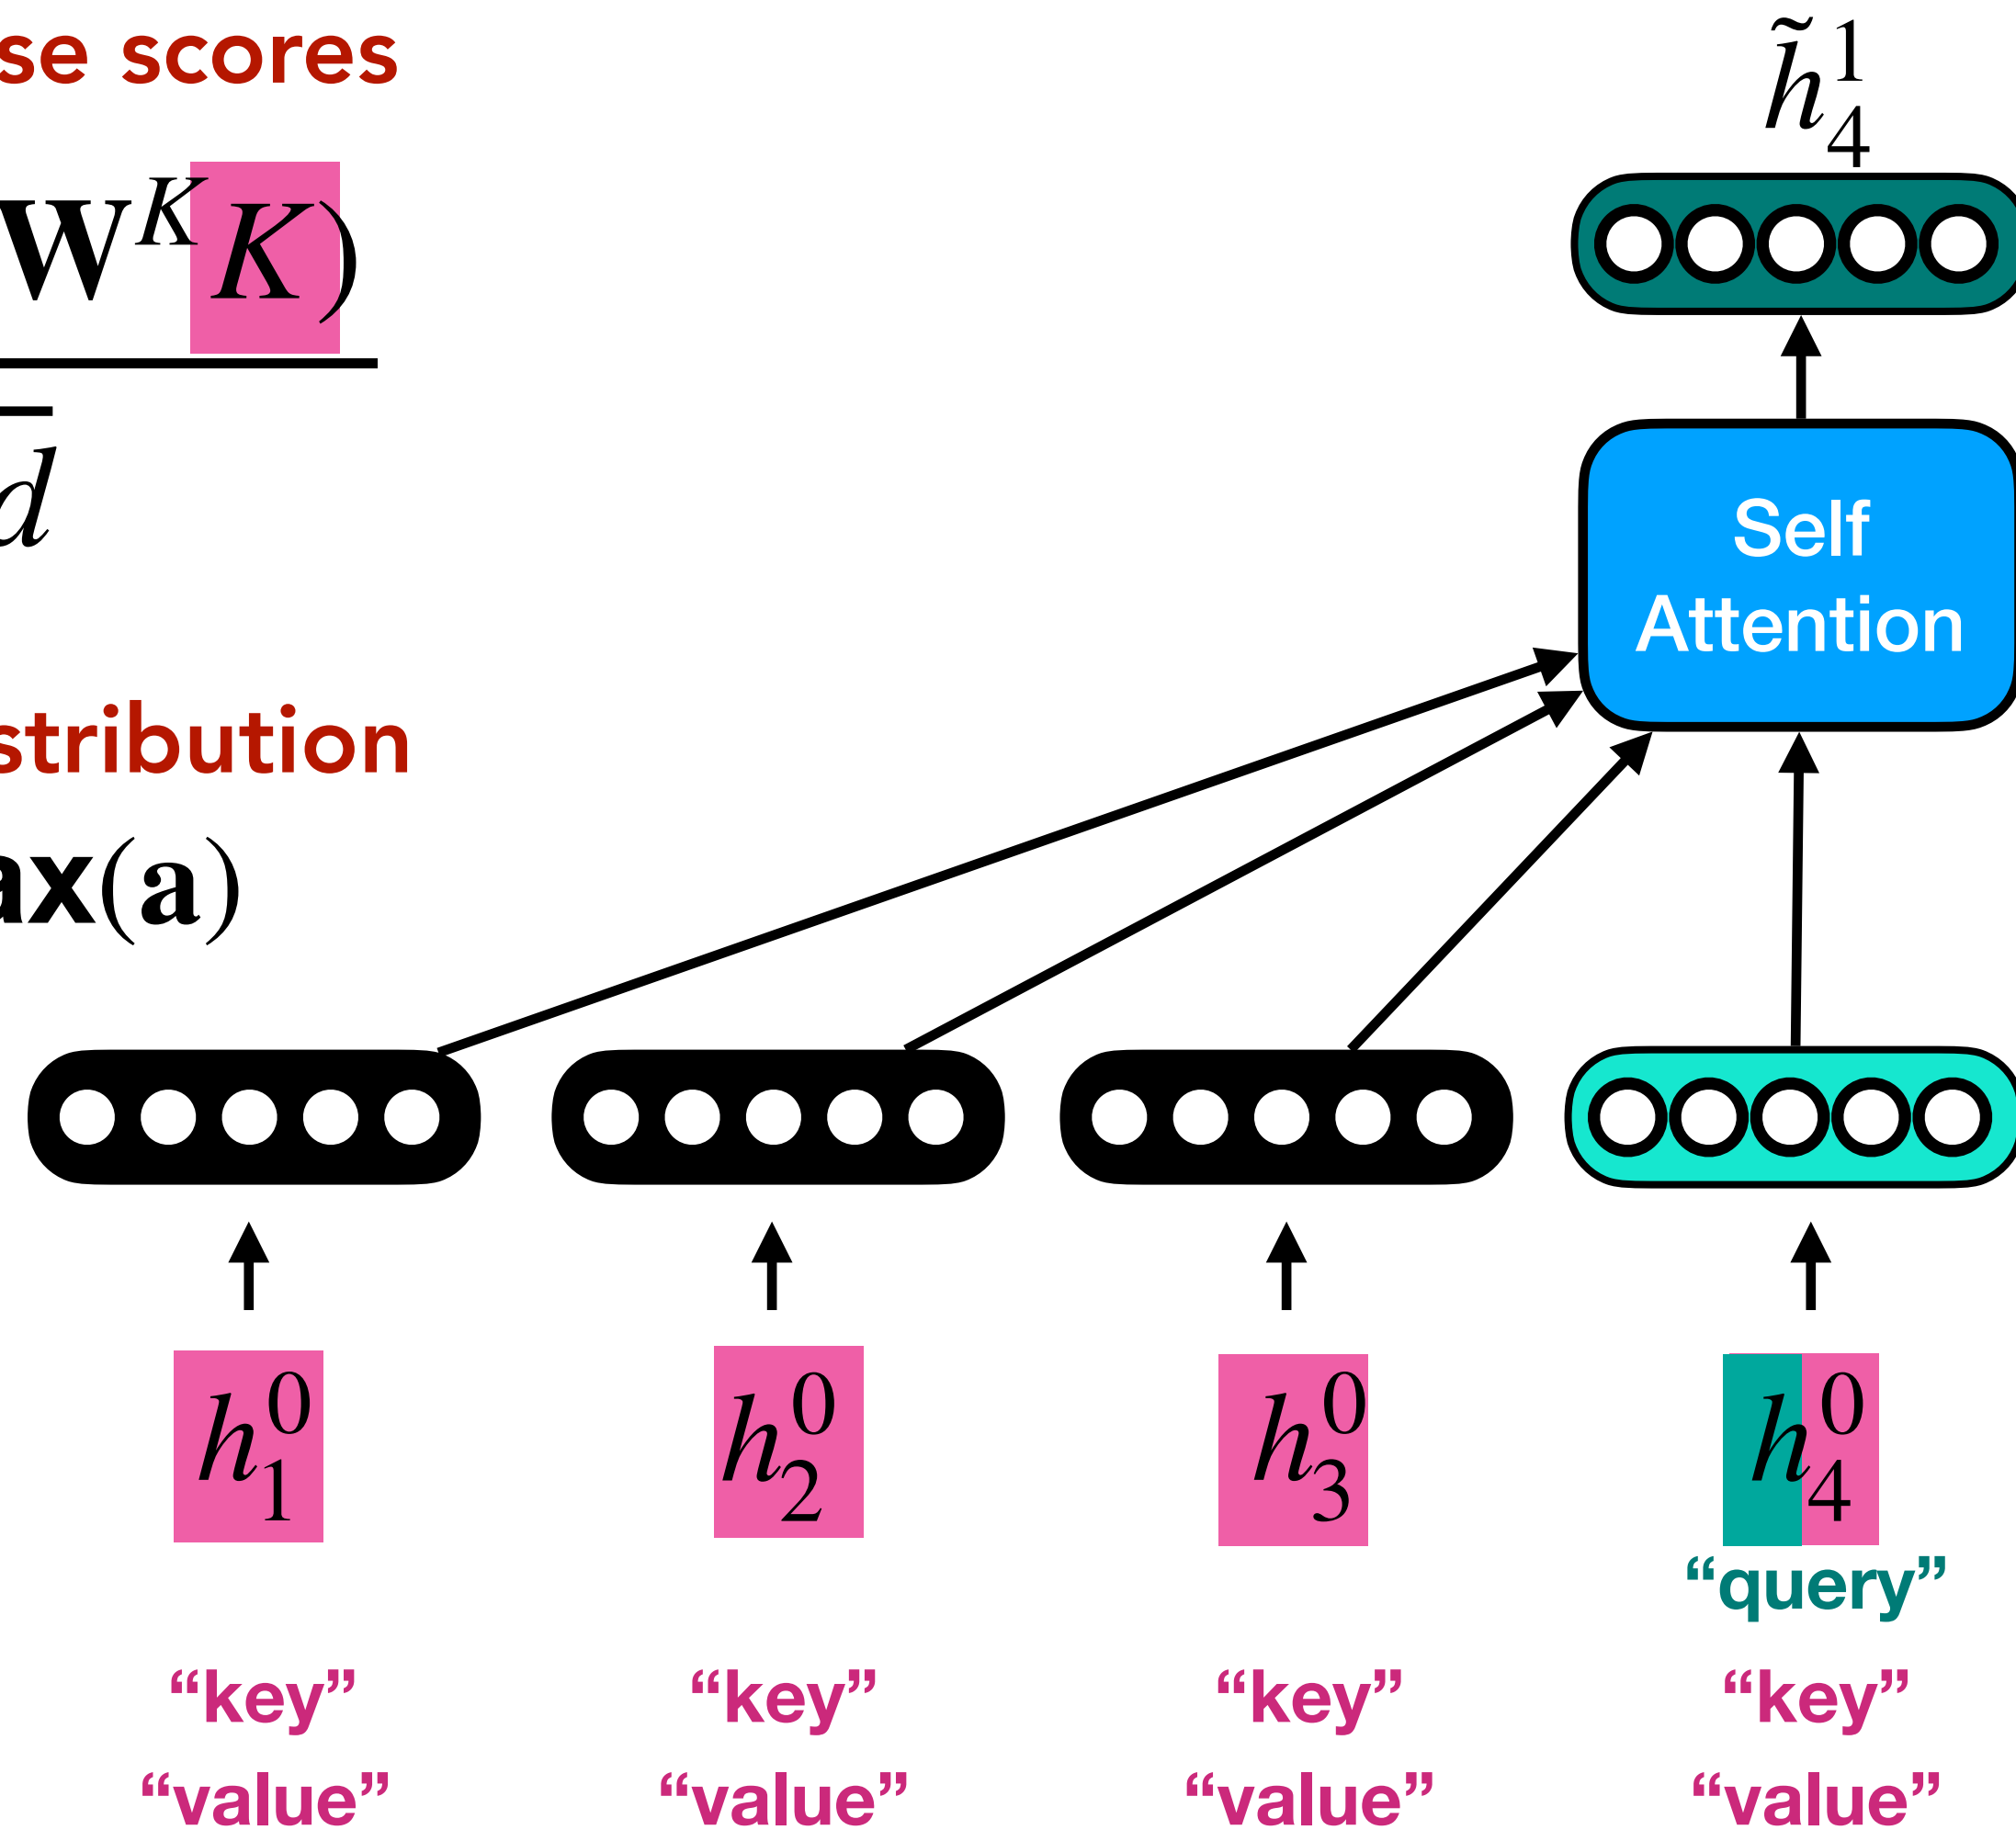 se scores
W^K K)
d
stribution
ax(a)
h̃_4^1
Self
Attention
h_1^0 h_2^0 h_3^0 h_4^0
“query”
“key” “key” “key” “key”
“value” “value” “value” “value”